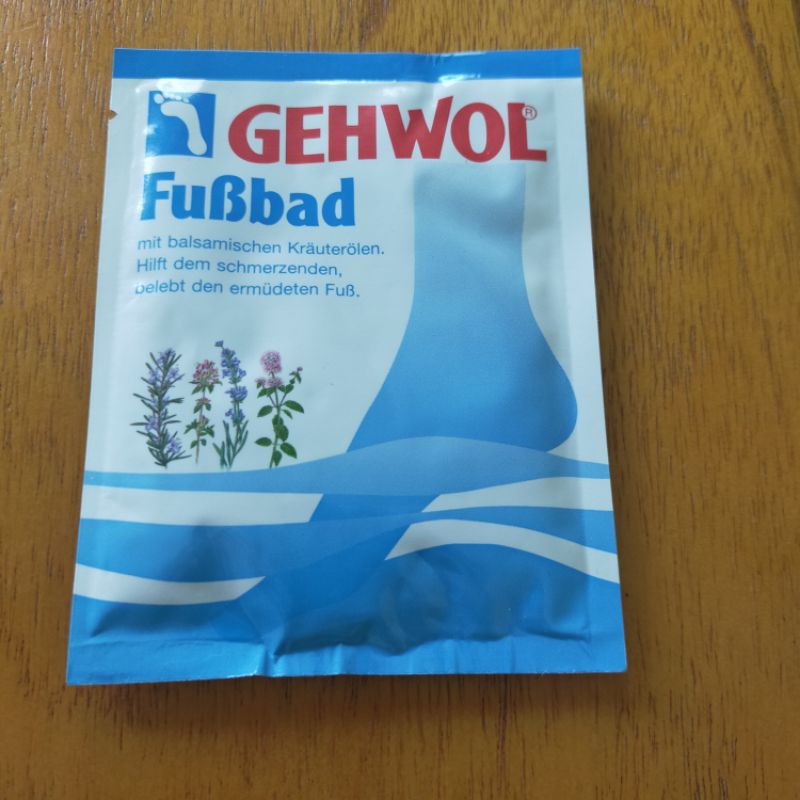 GEHWOL®
Fußbad
mit balsamischen Kräuterölen.
Hilft dem schmerzenden,
belebt den ermüdeten Fuß.